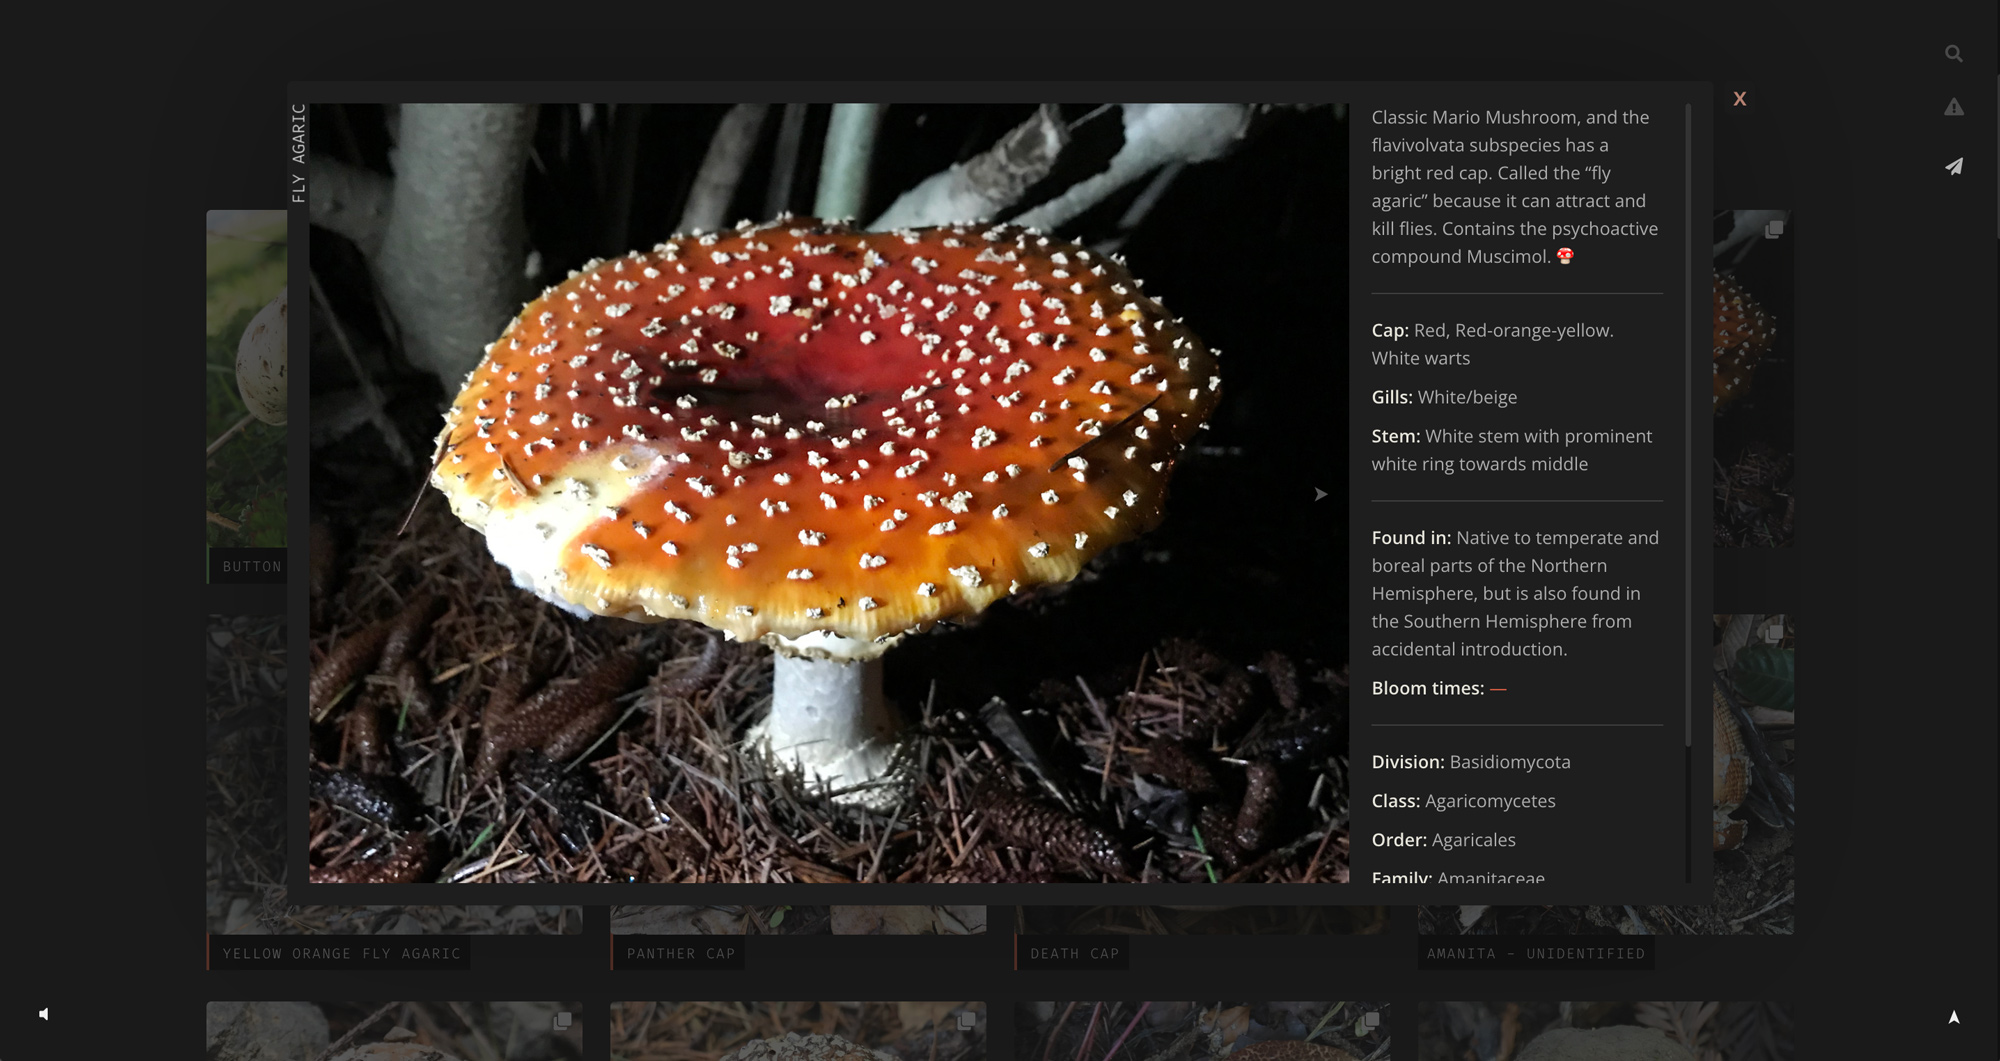 FLY AGARIC
X
Classic Mario Mushroom, and the
flavivolvata subspecies has a
bright red cap. Called the “fly
agaric” because it can attract and
kill flies. Contains the psychoactive
compound Muscimol. 🍄
Cap: Red, Red-orange-yellow.
White warts
Gills: White/beige
Stem: White stem with prominent
white ring towards middle
Found in: Native to temperate and
boreal parts of the Northern
Hemisphere, but is also found in
the Southern Hemisphere from
accidental introduction.
Bloom times: —
Division: Basidiomycota
Class: Agaricomycetes
Order: Agaricales
Family: Amanitaceae
BUTTON
YELLOW ORANGE FLY AGARIC
PANTHER CAP
DEATH CAP
AMANITA – UNIDENTIFIED